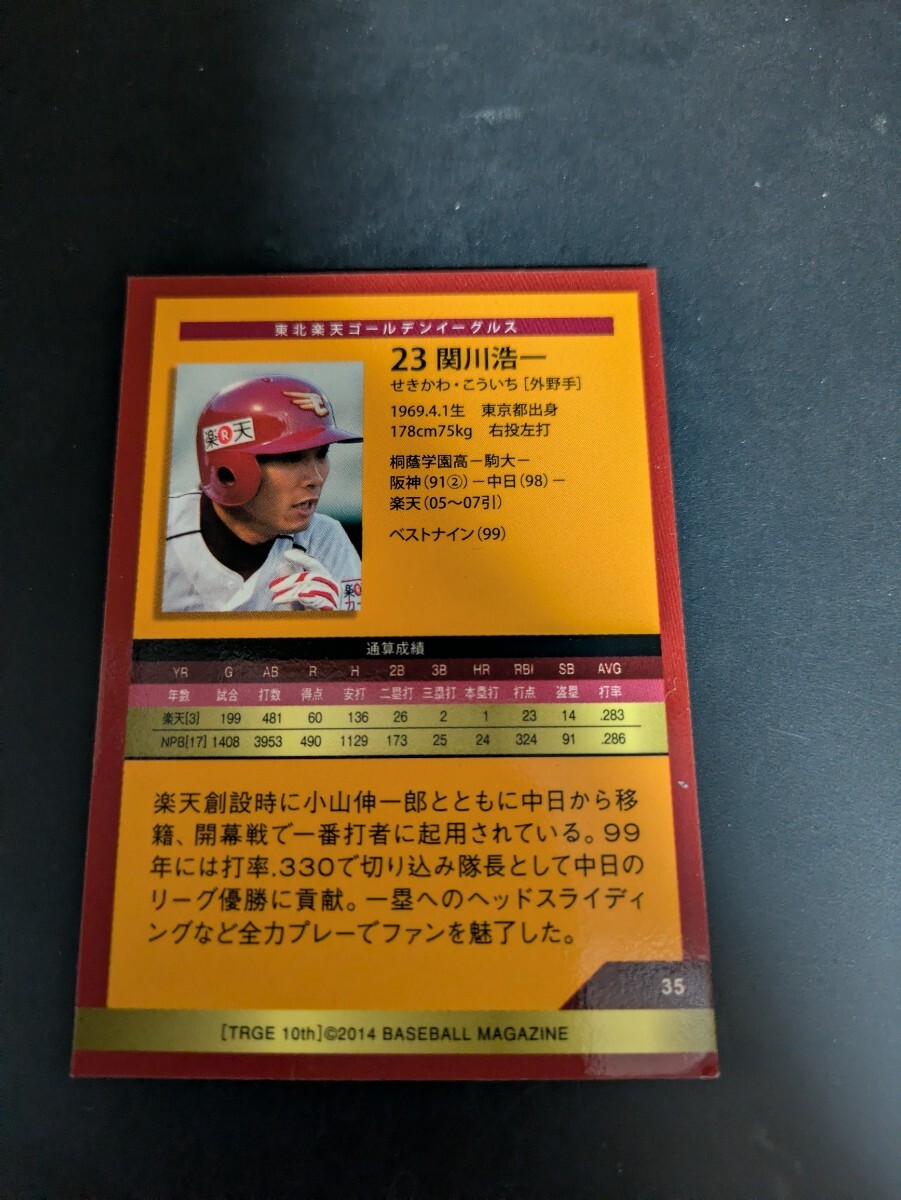 東北楽天ゴールデンイーグルス
23 関川浩一
せきかわ・こういち [外野手]
1969.4.1生 東京都出身
178cm75kg 右投左打
桐蔭学園高－駒大－
阪神(91②)－中日(98)－
楽天(05～07引)
ベストナイン(99)
楽R天
楽
カ
通算成績
YR G AB R H 2B 3B HR RBI SB AVG
年数 試合 打数 得点 安打 二塁打 三塁打 本塁打 打点 盗塁 打率
楽天[3] 199 481 60 136 26 2 1 23 14 .283
NPB[17] 1408 3953 490 1129 173 25 24 324 91 .286
楽天創設時に小山伸一郎とともに中日から移
籍、開幕戦で一番打者に起用されている。99
年には打率.330で切り込み隊長として中日の
リーグ優勝に貢献。一塁へのヘッドスライディ
ングなど全力プレーでファンを魅了した。
35
[TRGE 10th]©2014 BASEBALL MAGAZINE